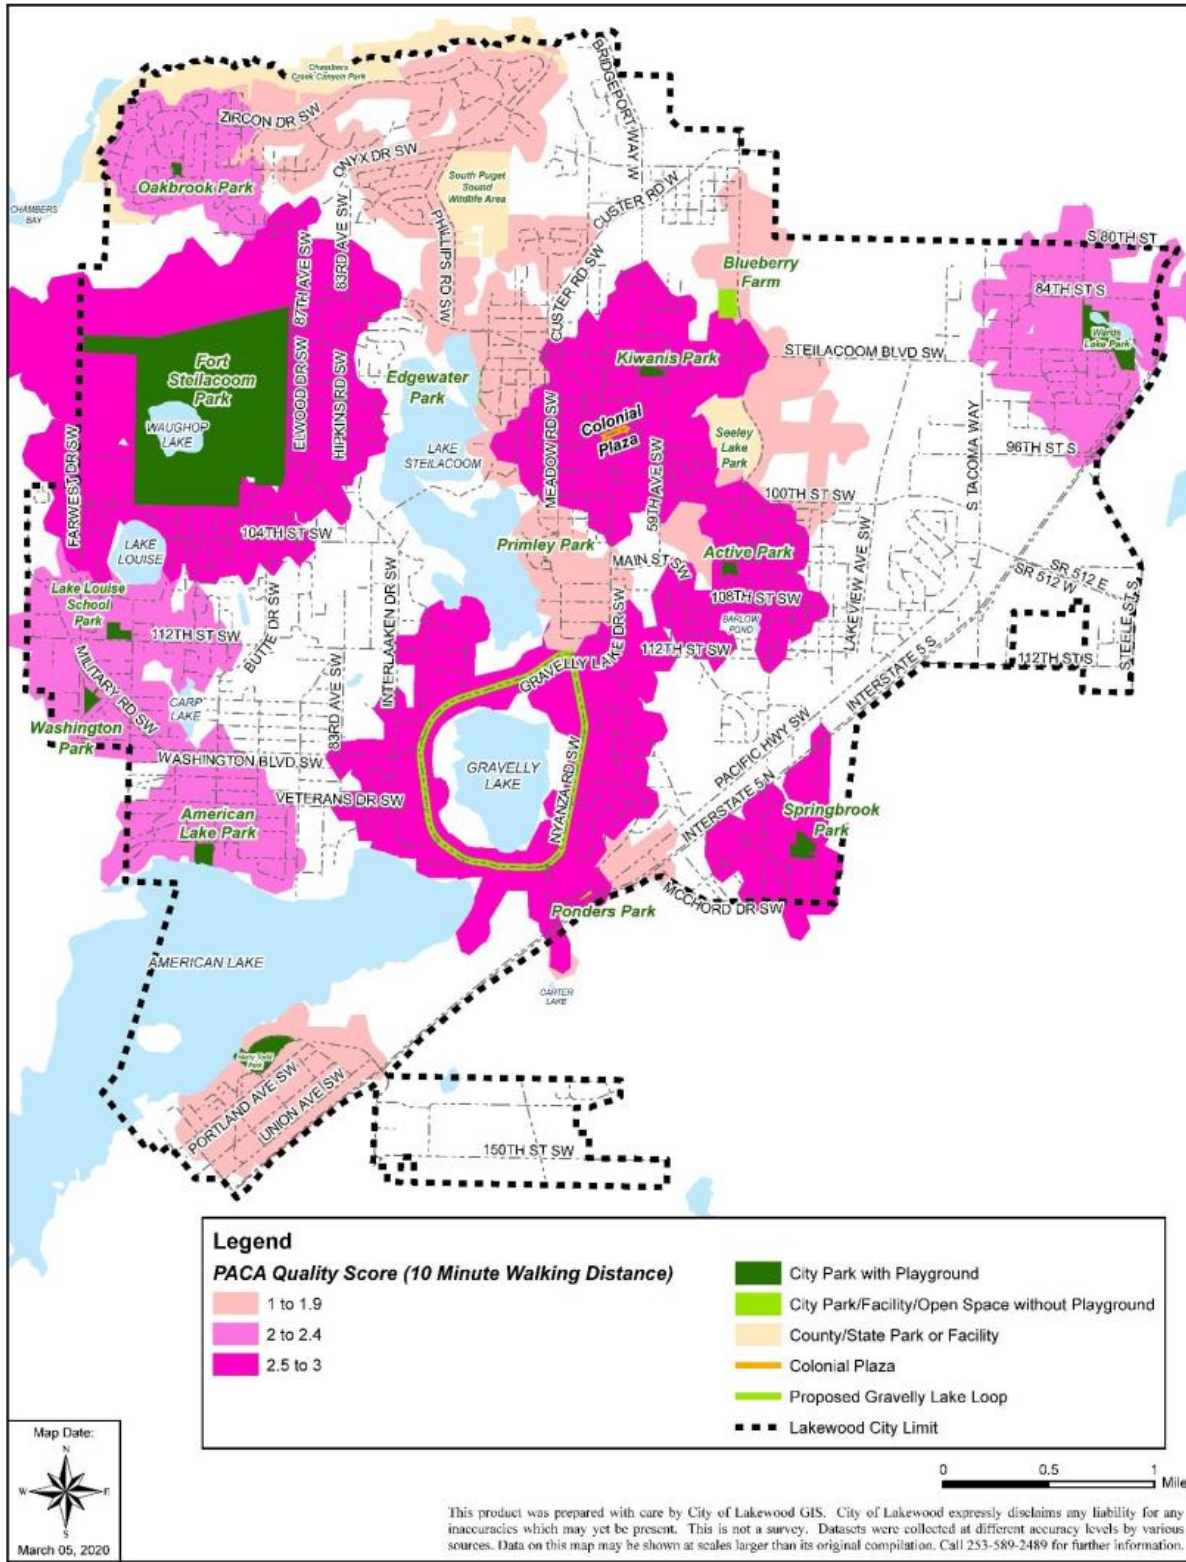 Chambers
Creek Canyon Park
BRIDGEPORT WAY W
ZIRCON DR SW
ONYX DR SW
Oakbrook Park
South Puget
Sound
Wildlife Area
CHAMBERS
BAY
CUSTER RD W
PHILLIPS RD SW
83RD AVE SW
87TH AVE SW
CUSTER RD SW
S 80TH ST
Blueberry
Farm
84TH ST S
Wards
Lake Park
Fort
Steilacoom
Park
WAUGHOP
LAKE
ELWOOD DR SW
HIPKINS RD SW
Edgewater
Park
Kiwanis Park
STEILACOOM BLVD SW
Colonial
Plaza
Seeley
Lake
Park
LAKE
STEILACOOM
MEADOW RD SW
59TH AVE SW
96TH ST S
S TACOMA WAY
100TH ST SW
FARWEST DR SW
104TH ST SW
LAKE
LOUISE
Primley Park
MAIN ST SW
Active Park
LAKEVIEW AVE SW
SR 512 E
SR 512 W
Lake Louise
School
Park
108TH ST SW
BARLOW
POND
112TH ST SW
BUTTE DR SW
INTERLAAKEN DR SW
GRAVELLY LAKE DR SW
112TH ST SW
112TH ST S
STEELE ST S
MILITARY RD SW
CARP
LAKE
83RD AVE SW
Washington
Park
WASHINGTON BLVD SW
GRAVELLY
LAKE
NYANZA RD SW
PACIFIC HWY SW
INTERSTATE 5 S
INTERSTATE 5 N
VETERANS DR SW
American
Lake Park
Springbrook
Park
Ponders Park
MCCHORD DR SW
AMERICAN LAKE
CARTER
LAKE
Harry Todd
Park
PORTLAND AVE SW
UNION AVE SW
150TH ST SW
Legend
PACA Quality Score (10 Minute Walking Distance)
1 to 1.9
2 to 2.4
2.5 to 3
City Park with Playground
City Park/Facility/Open Space without Playground
County/State Park or Facility
Colonial Plaza
Proposed Gravelly Lake Loop
Lakewood City Limit
Map Date:
N
W E
S
March 05, 2020
0 0.5 1
Mile
This product was prepared with care by City of Lakewood GIS. City of Lakewood expressly disclaims any liability for any
inaccuracies which may yet be present. This is not a survey. Datasets were collected at different accuracy levels by various
sources. Data on this map may be shown at scales larger than its original compilation. Call 253-589-2489 for further information.